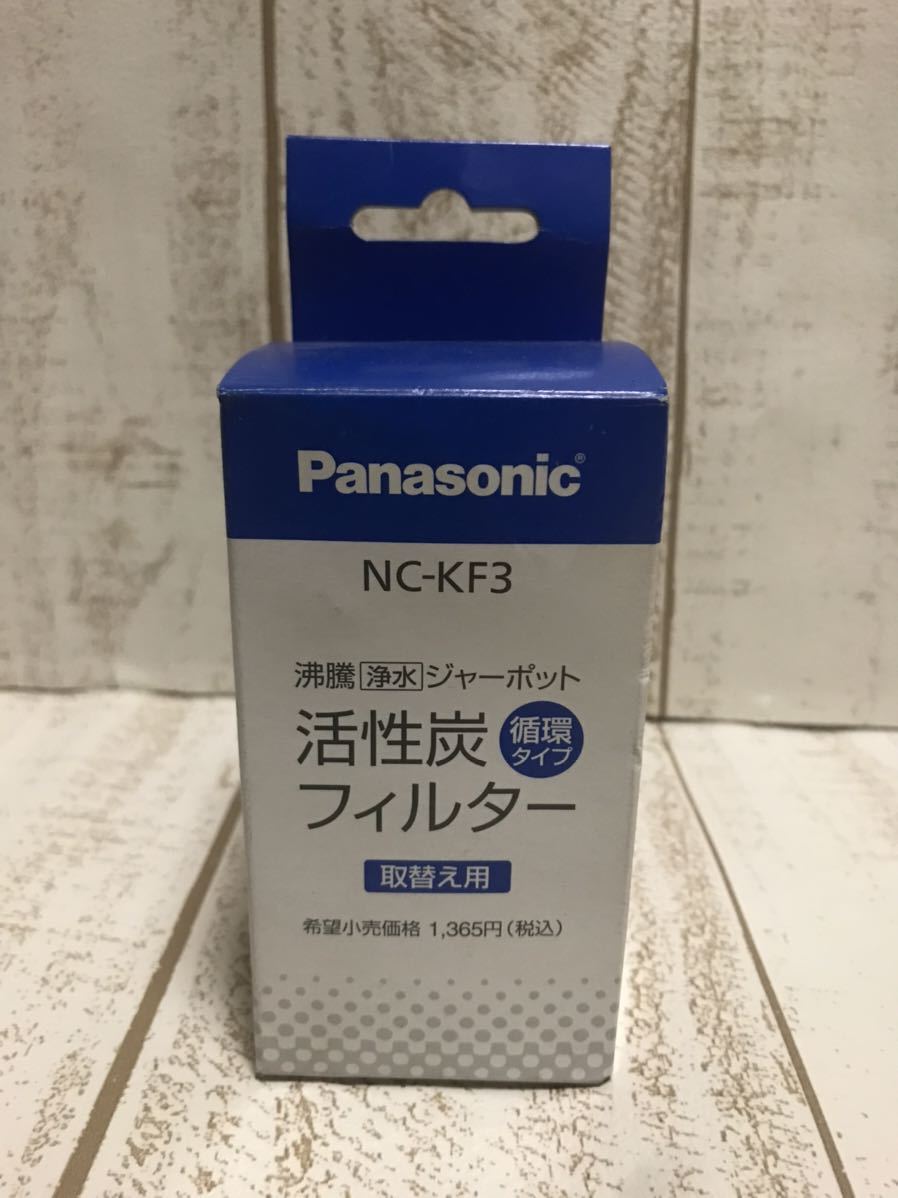 Panasonic®
NC-KF3
沸騰 浄水 ジャーポット
活性炭
循環
タイプ
フィルター
取替え用
希望小売価格 1,365円(税込)